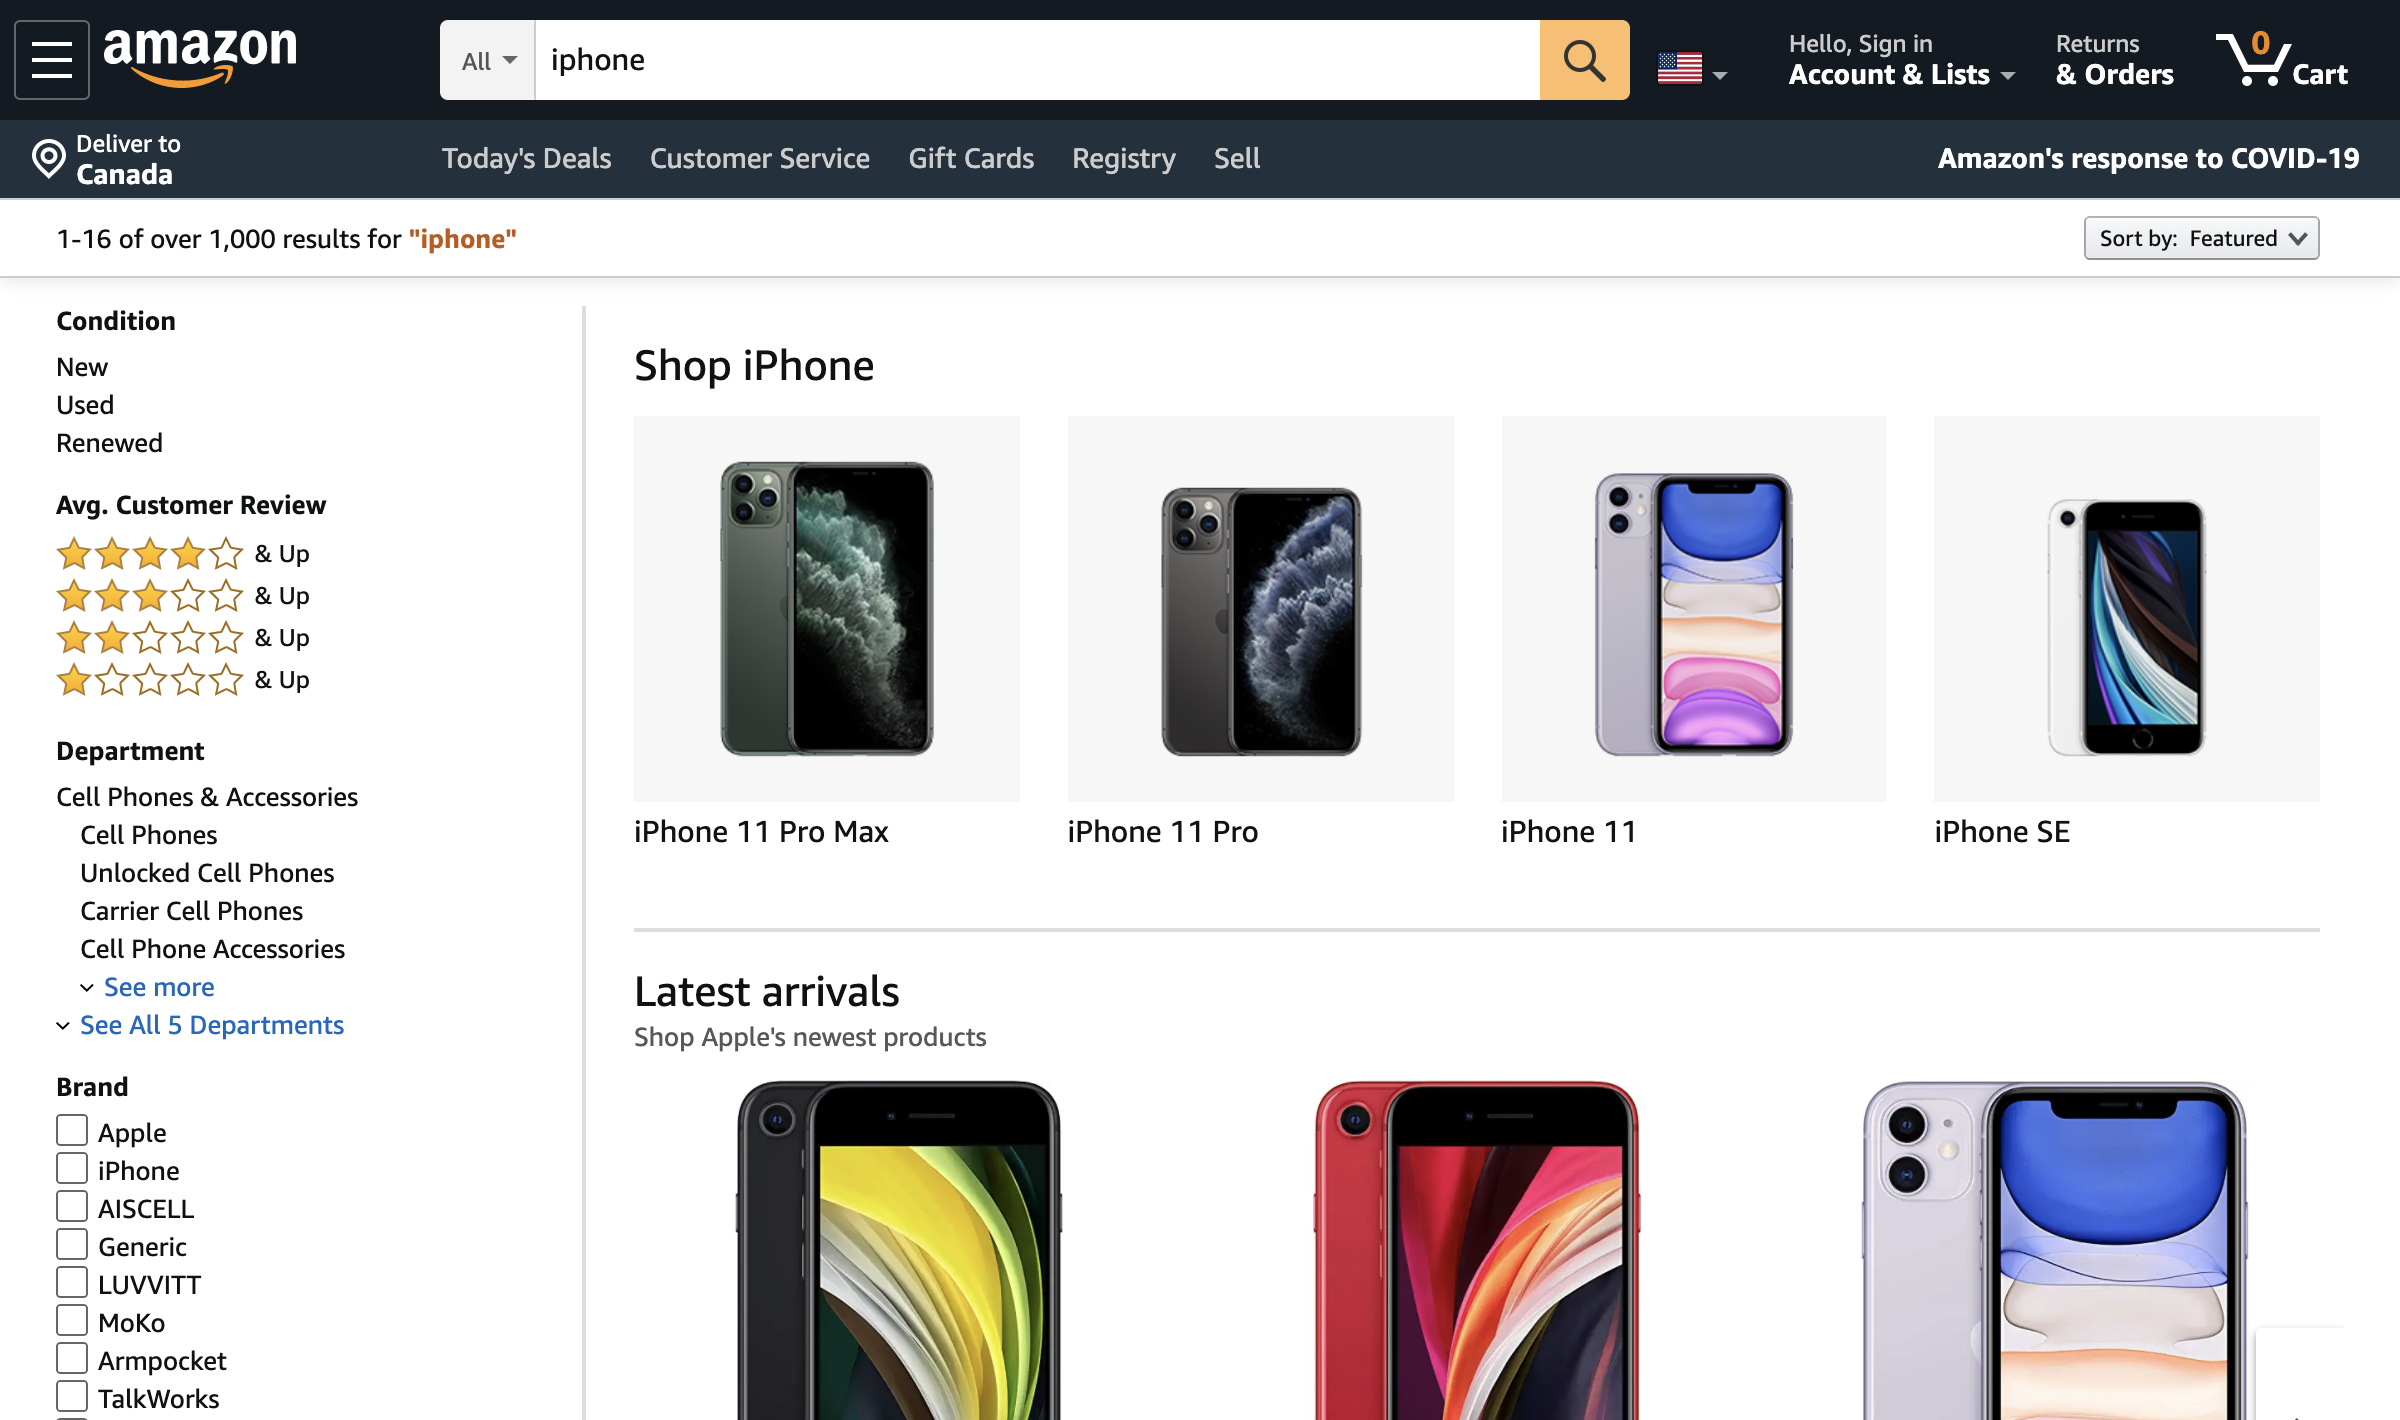 amazon
All
iphone
Hello, Sign in
Account & Lists
Returns
& Orders
0
Cart
Deliver to
Canada
Today's Deals
Customer Service
Gift Cards
Registry
Sell
Amazon's response to COVID-19
1-16 of over 1,000 results for "iphone"
Sort by: Featured
Condition
New
Used
Renewed
Avg. Customer Review
& Up
& Up
& Up
& Up
Department
Cell Phones & Accessories
Cell Phones
Unlocked Cell Phones
Carrier Cell Phones
Cell Phone Accessories
See more
See All 5 Departments
Brand
Apple
iPhone
AISCELL
Generic
LUVVITT
MoKo
Armpocket
TalkWorks
Shop iPhone
iPhone 11 Pro Max
iPhone 11 Pro
iPhone 11
iPhone SE
Latest arrivals
Shop Apple's newest products